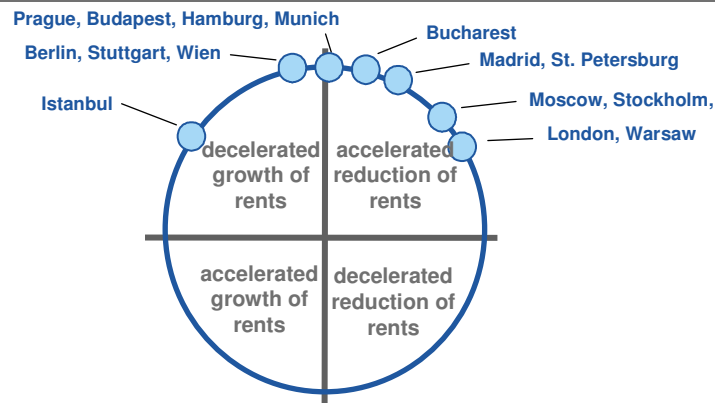 Prague, Budapest, Hamburg, Munich
Bucharest
Berlin, Stuttgart, Wien
Madrid, St. Petersburg
Istanbul
Moscow, Stockholm,
London, Warsaw
decelerated
growth of
rents
accelerated
reduction of
rents
accelerated
growth of
rents
decelerated
reduction of
rents